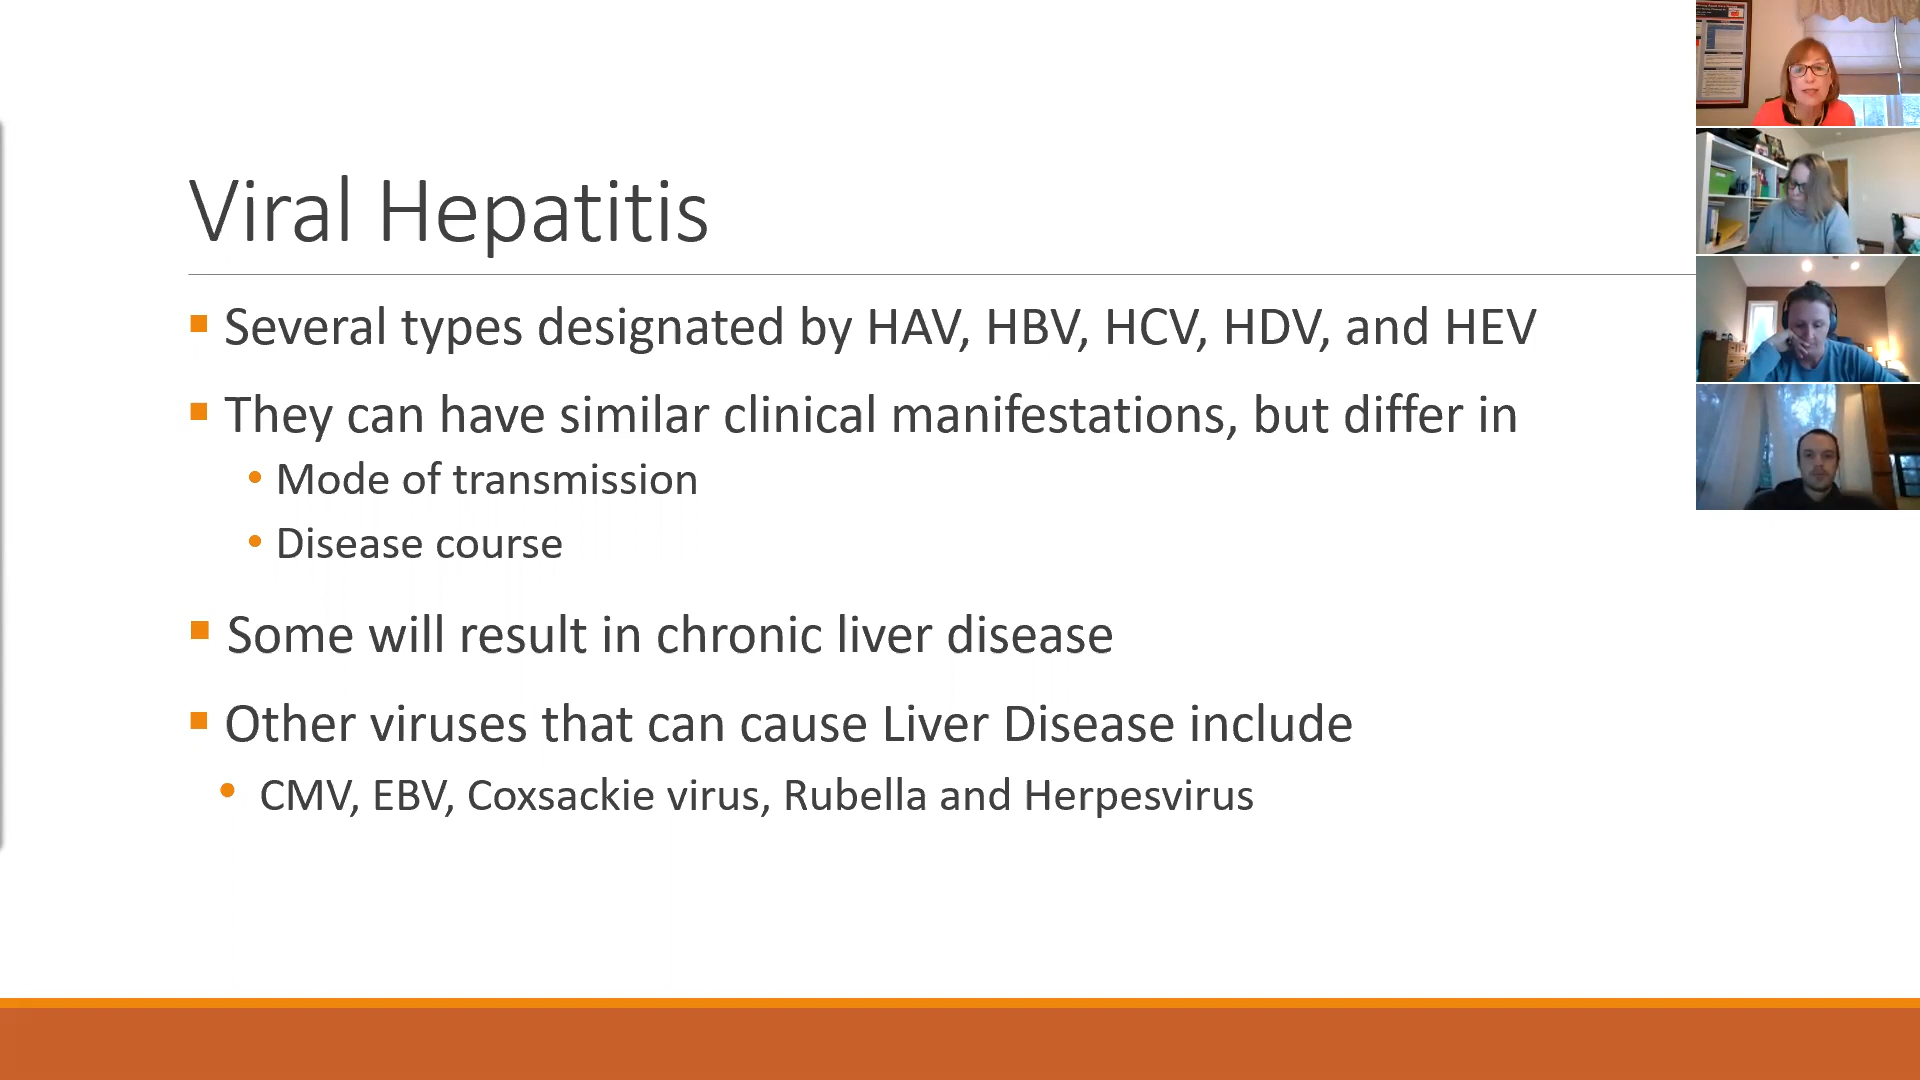 Viral Hepatitis
Several types designated by HAV, HBV, HCV, HDV, and HEV
They can have similar clinical manifestations, but differ in
Mode of transmission
Disease course
Some will result in chronic liver disease
Other viruses that can cause Liver Disease include
CMV, EBV, Coxsackie virus, Rubella and Herpesvirus